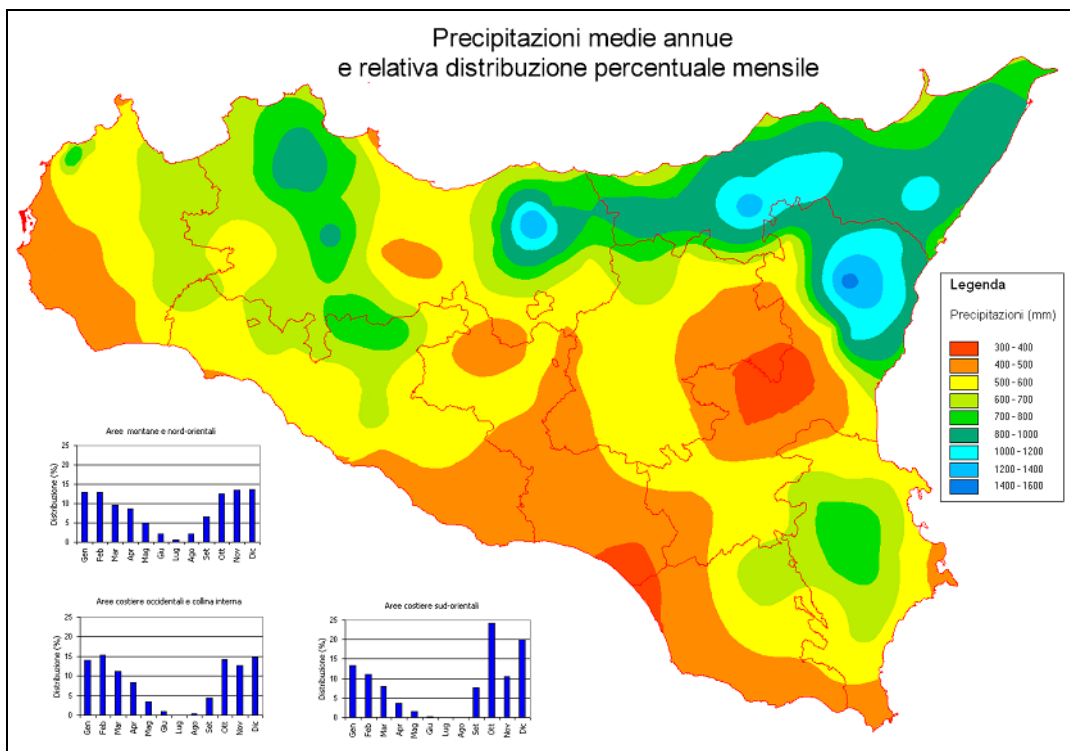 Precipitazioni medie annue
e relativa distribuzione percentuale mensile
Legenda
Precipitazioni (mm)
300 - 400
400 - 500
500 - 600
600 - 700
700 - 800
800 - 1000
1000 - 1200
1200 - 1400
1400 - 1600
Aree montane e nord-orientali
Distribuzione (%)
25
20
15
10
5
0
Gen Feb Mar Apr Mag Giu Lug Ago Set Ott Nov Dic
Aree costiere occidentali e collina interna
Distribuzione (%)
25
20
15
10
5
0
Gen Feb Mar Apr Mag Giu Lug Ago Set Ott Nov Dic
Aree costiere sud-orientali
Distribuzione (%)
25
20
15
10
5
0
Gen Feb Mar Apr Mag Giu Lug Ago Set Ott Nov Dic